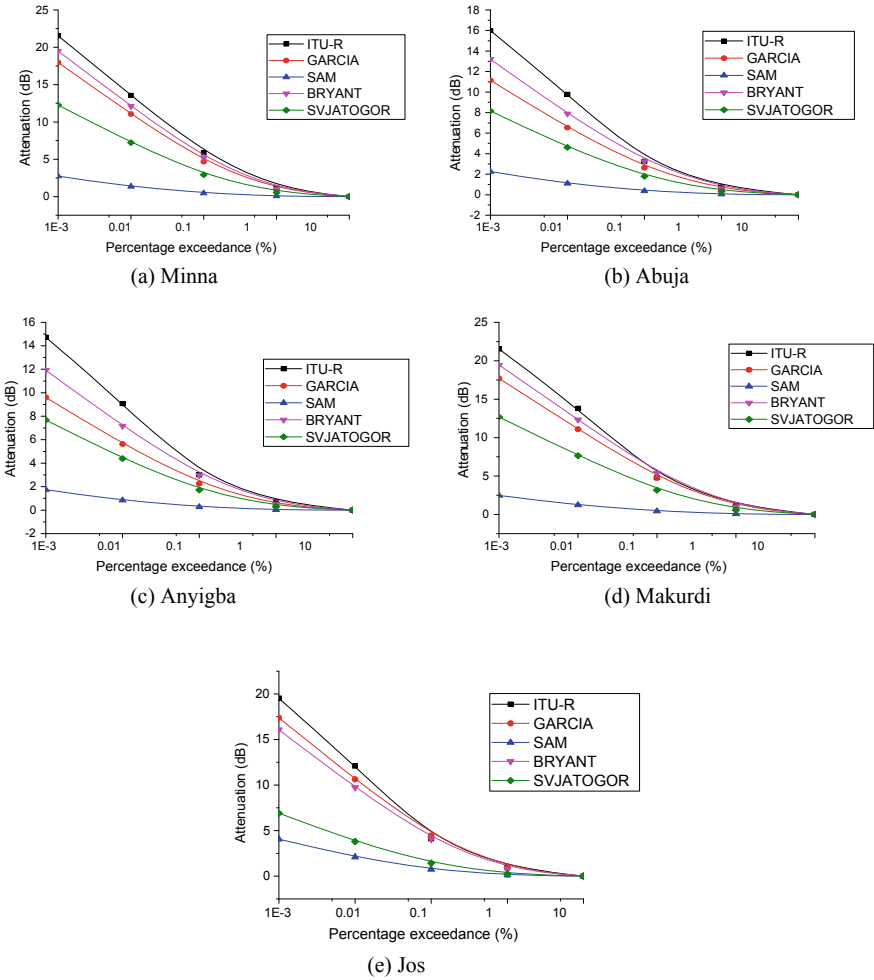 25
20
15
10
5
0
Attenuation (dB)
1E-3 0.01 0.1 1 10
Percentage exceedance (%)
ITU-R
GARCIA
SAM
BRYANT
SVJATOGOR
(a) Minna
18
16
14
12
10
8
6
4
2
0
-2
Attenuation (dB)
1E-3 0.01 0.1 1 10
Percentage exceedance (%)
ITU-R
GARCIA
SAM
BRYANT
SVJATOGOR
(b) Abuja
16
14
12
10
8
6
4
2
0
-2
Attenuation (dB)
1E-3 0.01 0.1 1 10
Percentage exceedance (%)
ITU-R
GARCIA
SAM
BRYANT
SVJATOGOR
(c) Anyigba
25
20
15
10
5
0
Attenuation (dB)
1E-3 0.01 0.1 1 10
Percentage exceedance (%)
ITU-R
GARCIA
SAM
BRYANT
SVJATOGOR
(d) Makurdi
20
15
10
5
0
Attenuation (dB)
1E-3 0.01 0.1 1 10
Percentage exceedance (%)
ITU-R
GARCIA
SAM
BRYANT
SVJATOGOR
(e) Jos